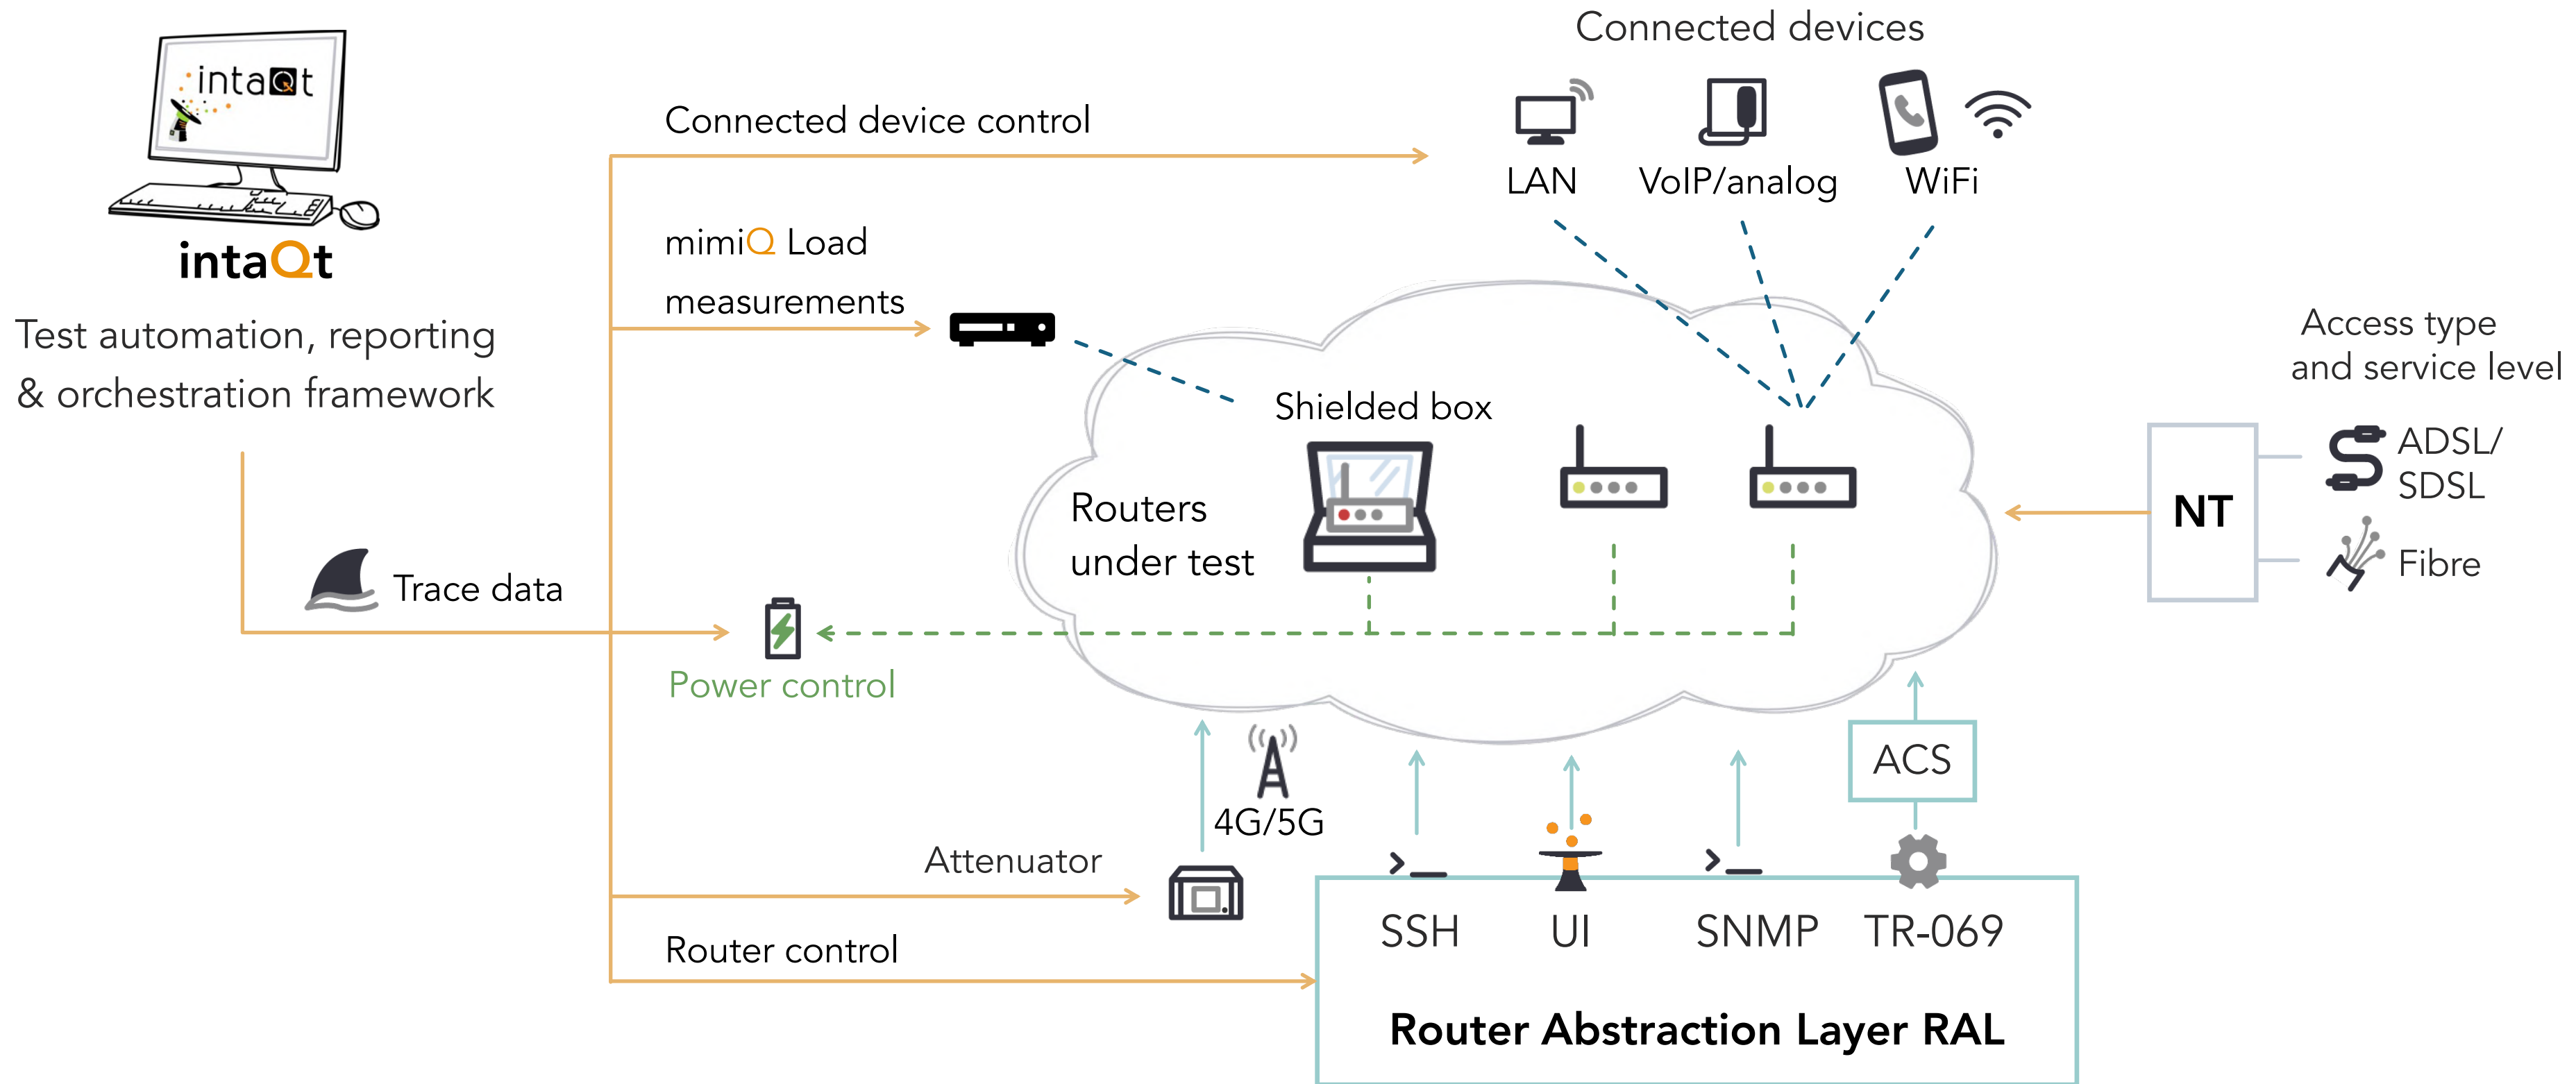 intaQt
intaQt
Test automation, reporting
& orchestration framework
Trace data
Connected device control
mimiQ Load
measurements
Power control
Attenuator
Router control
Connected devices
LAN
VoIP/analog
WiFi
Shielded box
Routers
under test
4G/5G
Access type
and service level
NT
ADSL/
SDSL
Fibre
ACS
SSH
UI
SNMP
TR-069
Router Abstraction Layer RAL